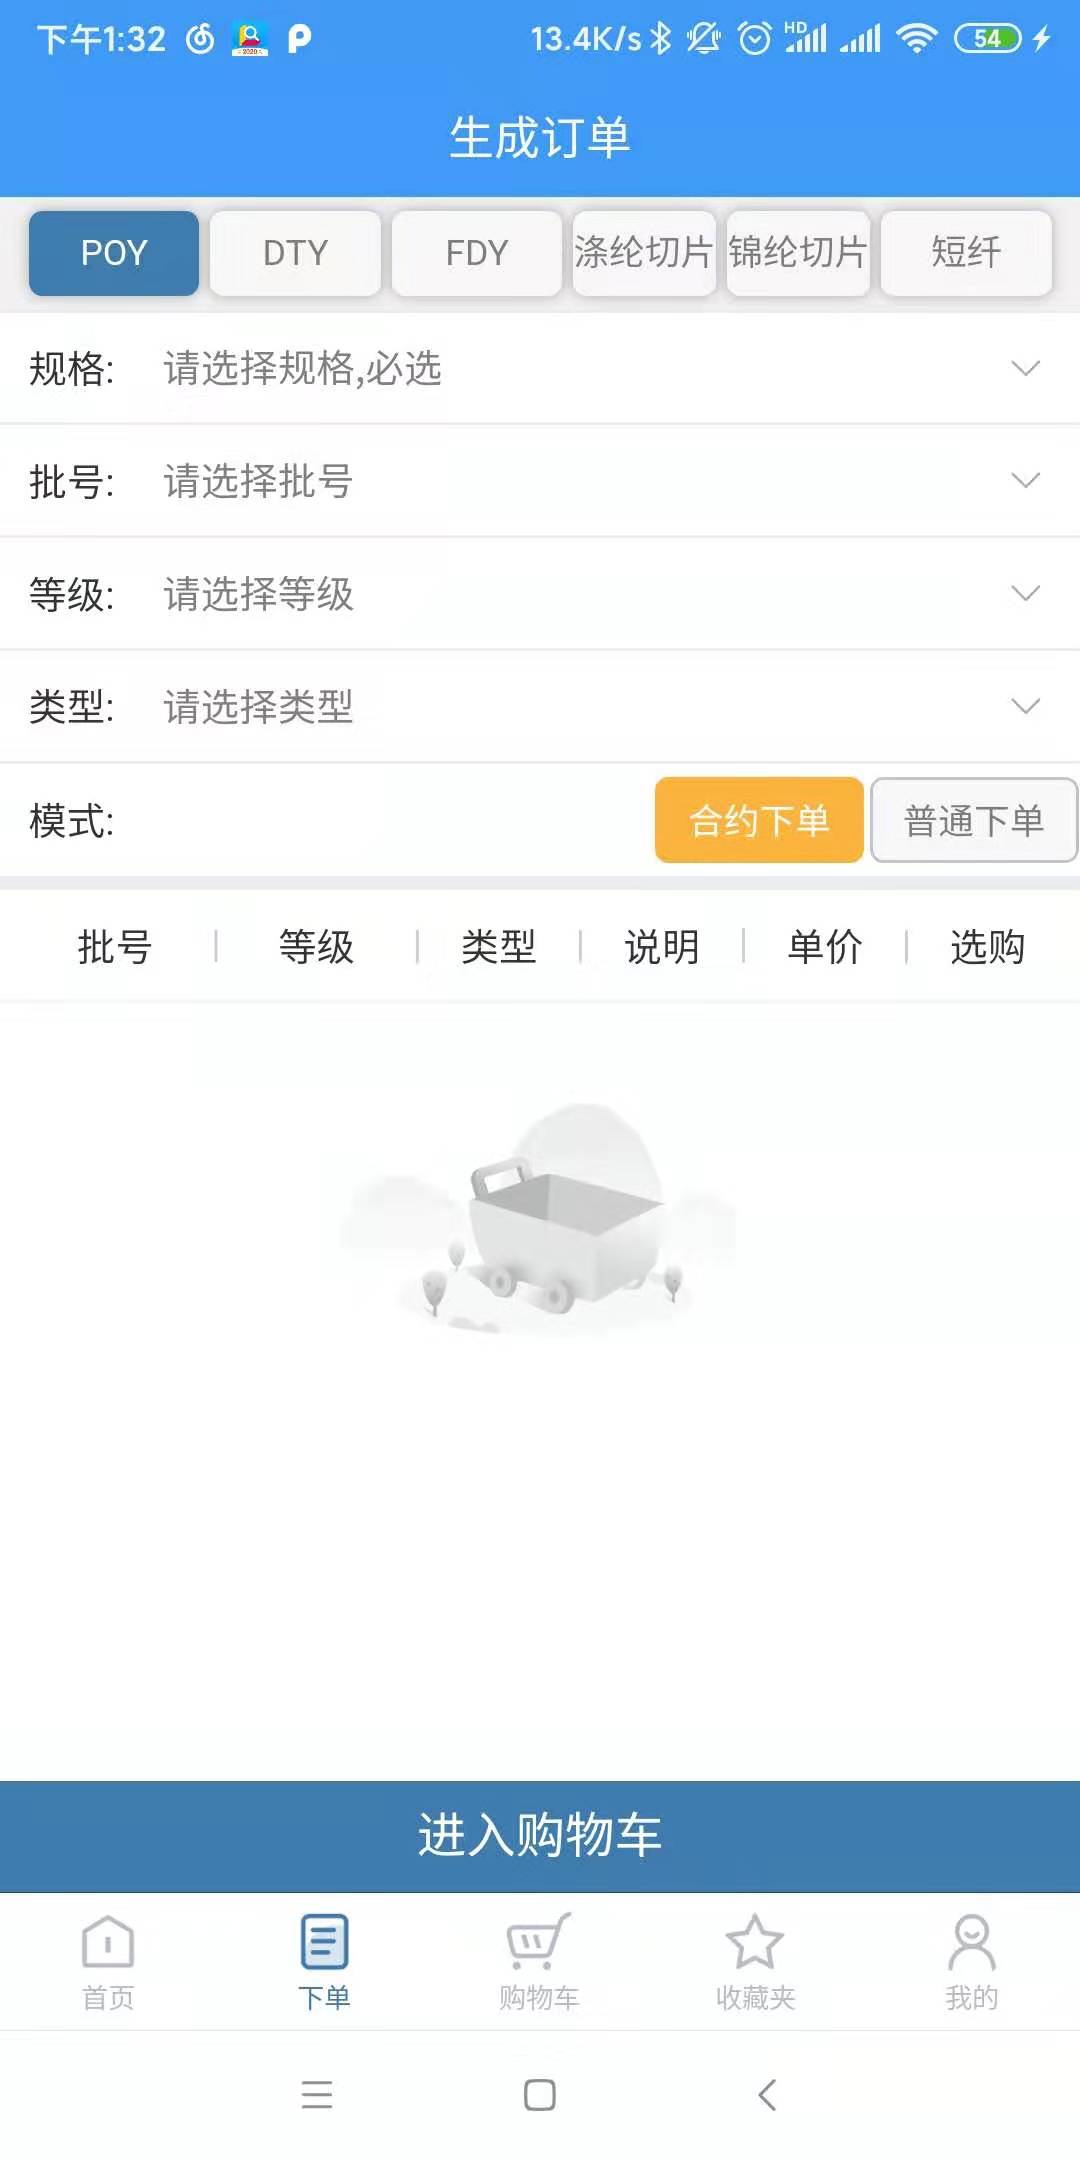 下午1:32 13.4K/s HD 54
生成订单
POY DTY FDY 涤纶切片 锦纶切片 短纤
规格: 请选择规格,必选
批号: 请选择批号
等级: 请选择等级
类型: 请选择类型
模式: 合约下单 普通下单
批号 等级 类型 说明 单价 选购
进入购物车
首页 下单 购物车 收藏夹 我的